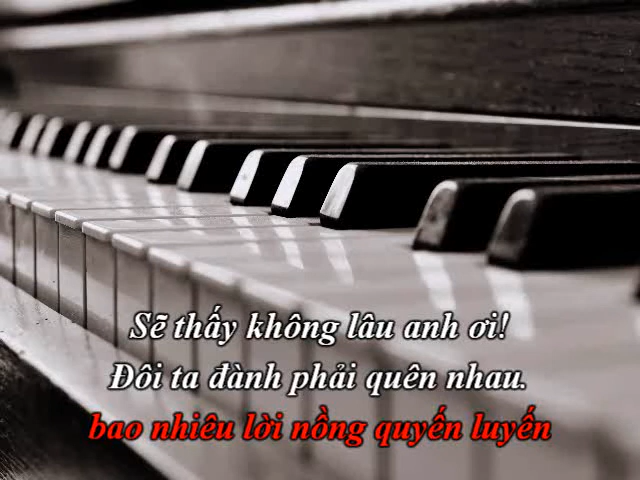 Sẽ thấy không lâu anh ơi!
Đôi ta đành phải quên nhau.
bao nhiêu lời nồng quyến luyến